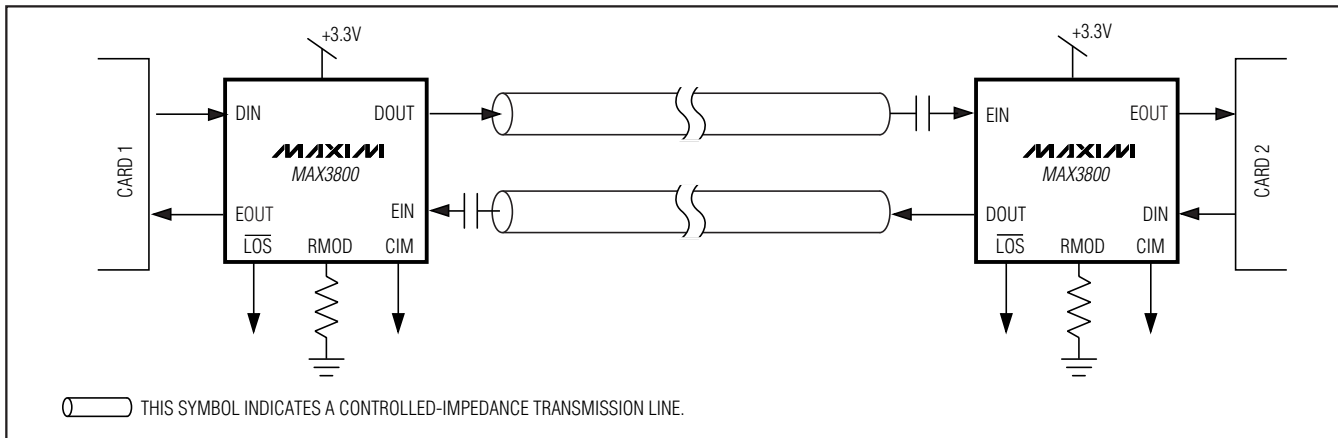 +3.3V
+3.3V
CARD 1
DIN
DOUT
MAXIM
MAX3800
EOUT
EIN
LOS
RMOD
CIM
EIN
EOUT
MAXIM
MAX3800
DOUT
DIN
LOS
RMOD
CIM
CARD 2
THIS SYMBOL INDICATES A CONTROLLED-IMPEDANCE TRANSMISSION LINE.